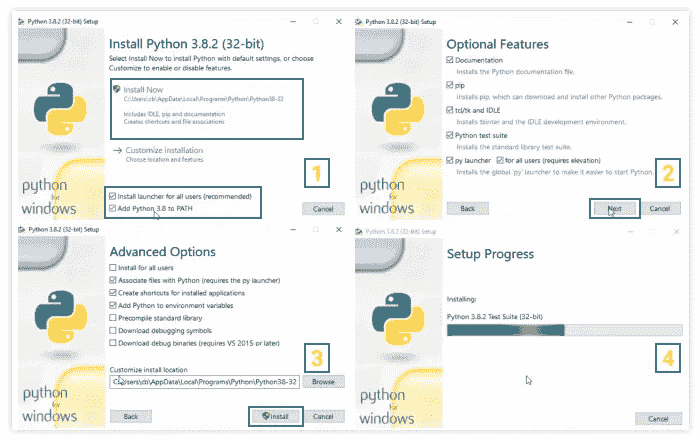 Python 3.8.2 (32-bit) Setup
Install Python 3.8.2 (32-bit)
Select Install Now to install Python with default settings, or choose
Customize to enable or disable features.
Install Now
C:\Users\cb\AppData\Local\Programs\Python\Python38-32
Includes IDLE, pip and documentation
Creates shortcuts and file associations
Customize installation
Choose location and features
1
Install launcher for all users (recommended)
Add Python 3.8 to PATH
Cancel
python
for
windows
Python 3.8.2 (32-bit) Setup
Optional Features
Documentation
Installs the Python documentation file.
pip
Installs pip, which can download and install other Python packages.
tcl/tk and IDLE
Installs tkinter and the IDLE development environment.
Python test suite
Installs the standard library test suite.
py launcher for all users (requires elevation)
Installs the global 'py' launcher to make it easier to start Python.
2
Back Next Cancel
python
for
windows
Python 3.8.2 (32-bit) Setup
Advanced Options
Install for all users
Associate files with Python (requires the py launcher)
Create shortcuts for installed applications
Add Python to environment variables
Precompile standard library
Download debugging symbols
Download debug binaries (requires VS 2015 or later)
3
Customize install location
C:\Users\cb\AppData\Local\Programs\Python\Python38-32 Browse
Back Install Cancel
python
for
windows
Python 3.8.2 (32-bit) Setup
Setup Progress
Installing:
Python 3.8.2 Test Suite (32-bit)
4
Cancel
python
for
windows